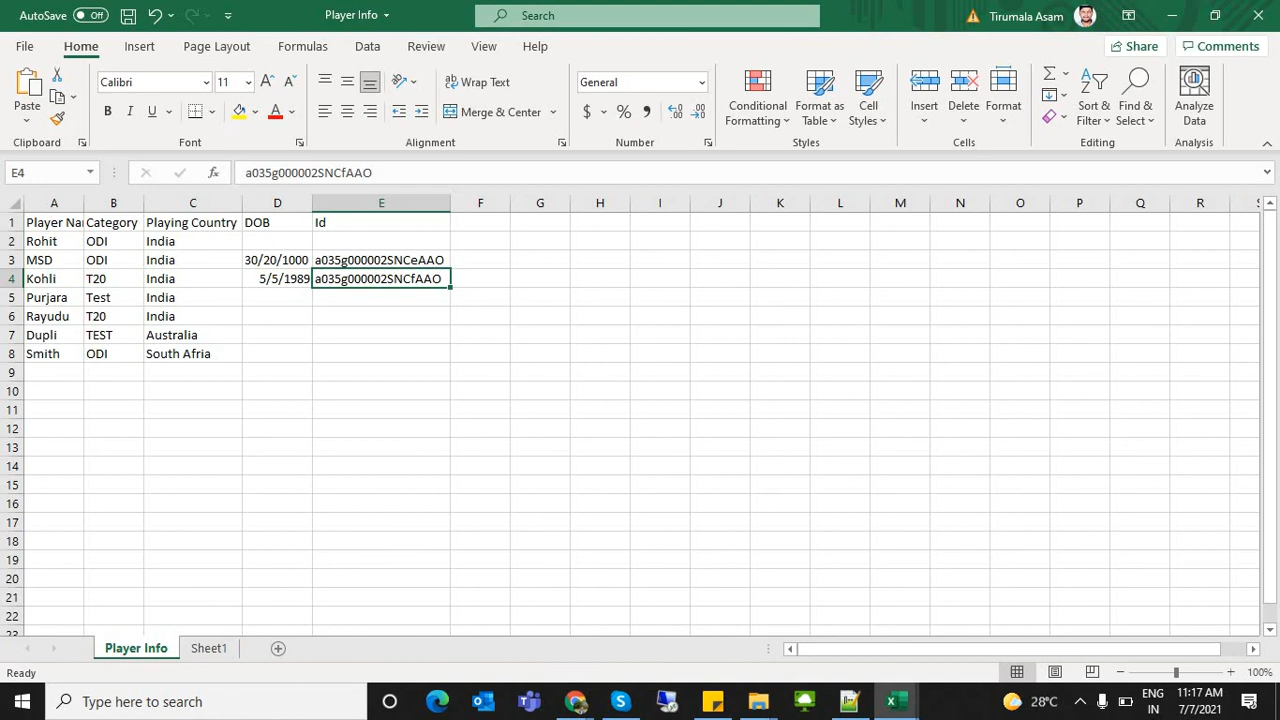 AutoSave Off Player Info Search Tirumala Asam
File Home Insert Page Layout Formulas Data Review View Help Share Comments
Paste Calibri 11 Wrap Text General Conditional Formatting Format as Table Cell Styles Insert Delete Format Sort & Filter Find & Select Analyze Data
B I U Merge & Center $ %
Clipboard Font Alignment Number Styles Cells Editing Analysis
E4 fx a035g000002SNCfAAO
A B C D E F G H I J K L M N O P Q R S
1 Player Na Category Playing Country DOB Id
2 Rohit ODI India
3 MSD ODI India 30/20/1000 a035g000002SNCeAAO
4 Kohli T20 India 5/5/1989 a035g000002SNCfAAO
5 Purjara Test India
6 Rayudu T20 India
7 Dupli TEST Australia
8 Smith ODI South Afria
9
10
11
12
13
14
15
16
17
18
19
20
21
22
23
Player Info Sheet1
Ready 100%
Type here to search 28°C ENG 11:17 AM
IN 7/7/2021